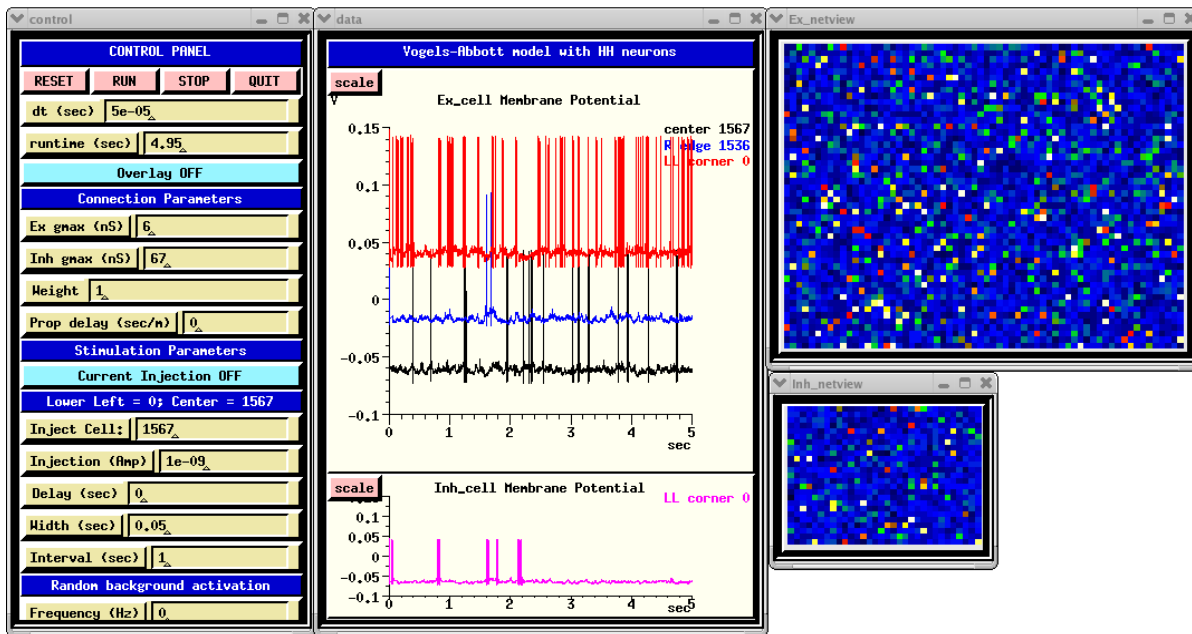 control
CONTROL PANEL
RESET RUN STOP QUIT
dt (sec) 5e-05
runtime (sec) 4.95
Overlay OFF
Connection Parameters
Ex gmax (nS) 6
Inh gmax (nS) 67
Weight 1
Prop delay (sec/m) 0
Stimulation Parameters
Current Injection OFF
Lower Left = 0; Center = 1567
Inject Cell: 1567
Injection (Amp) 1e-09
Delay (sec) 0
Width (sec) 0.05
Interval (sec) 1
Random background activation
Frequency (Hz) 0
data
Vogels-Abbott model with HH neurons
scale
V
Ex_cell Membrane Potential
center 1567
R edge 1536
LL corner 0
0.15
0.1
0.05
0
-0.05
-0.1
0 1 2 3 4 5
sec
scale
Inh_cell Membrane Potential
LL corner 0
0.1
0.05
0
-0.05
-0.1
0 1 2 3 4 5
sec
Ex_netview
Inh_netview